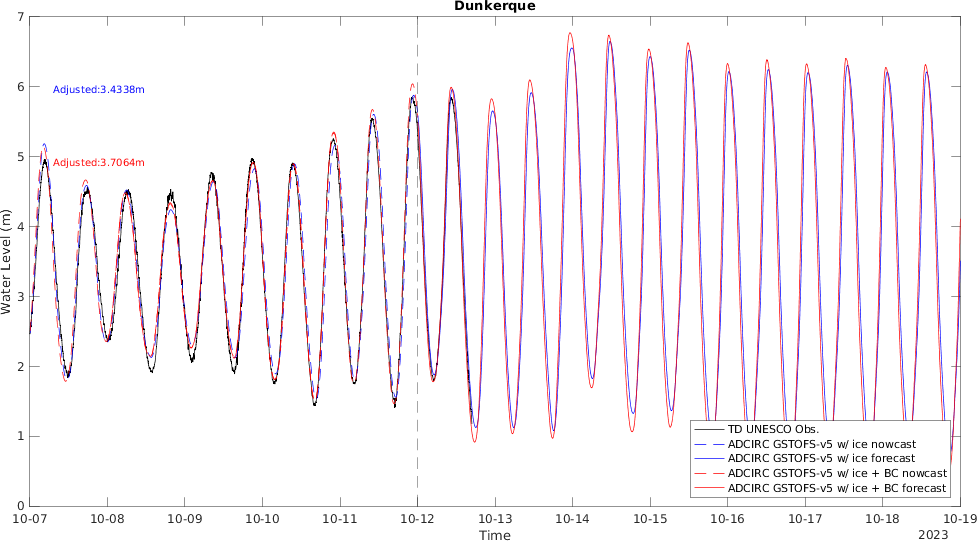 Dunkerque
7
6
5
4
3
2
1
0
Water Level (m)
Adjusted:3.4338m
Adjusted:3.7064m
TD UNESCO Obs.
ADCIRC GSTOFS-v5 w/ ice nowcast
ADCIRC GSTOFS-v5 w/ ice forecast
ADCIRC GSTOFS-v5 w/ ice + BC nowcast
ADCIRC GSTOFS-v5 w/ ice + BC forecast
10-07 10-08 10-09 10-10 10-11 10-12 10-13 10-14 10-15 10-16 10-17 10-18 10-19
Time
2023